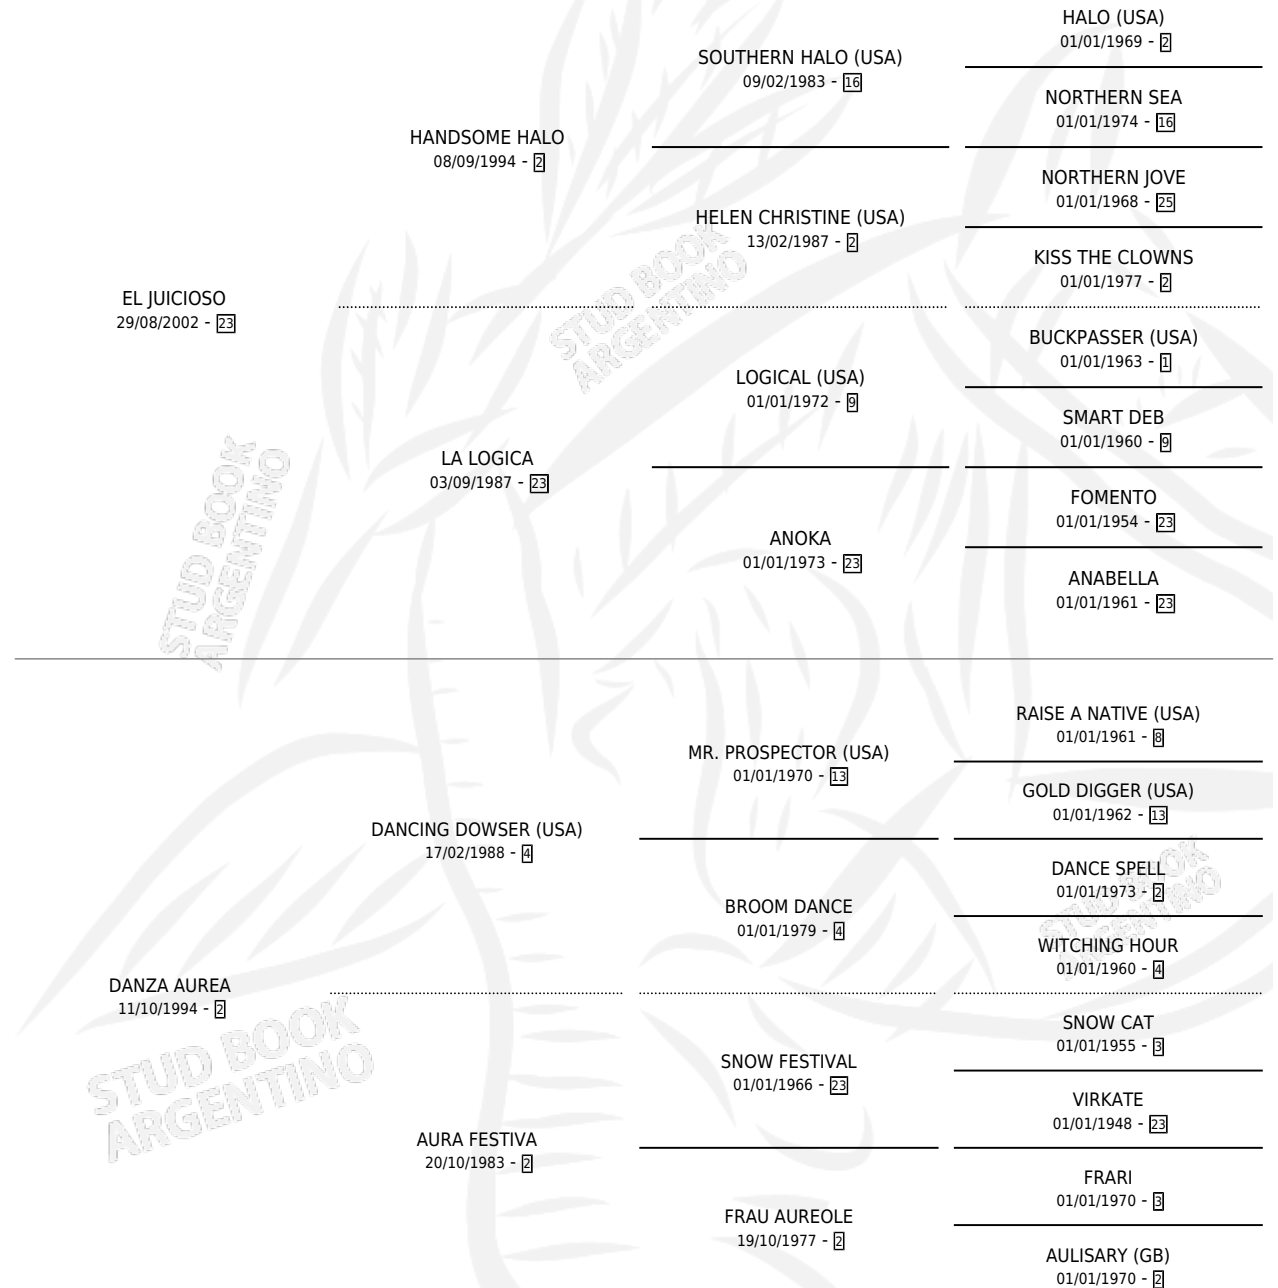 HALO (USA)
01/01/1969 - 2
SOUTHERN HALO (USA)
09/02/1983 - 16
NORTHERN SEA
01/01/1974 - 16
HANDSOME HALO
08/09/1994 - 2
NORTHERN JOVE
01/01/1968 - 25
HELEN CHRISTINE (USA)
13/02/1987 - 2
KISS THE CLOWNS
01/01/1977 - 2
EL JUICIOSO
29/08/2002 - 23
STUD BOOK
ARGENTINO
BUCKPASSER (USA)
01/01/1963 - 1
LOGICAL (USA)
01/01/1972 - 9
SMART DEB
01/01/1960 - 9
LA LOGICA
03/09/1987 - 23
FOMENTO
01/01/1954 - 23
ANOKA
01/01/1973 - 23
ANABELLA
01/01/1961 - 23
STUD BOOK
ARGENTINO
RAISE A NATIVE (USA)
01/01/1961 - 8
MR. PROSPECTOR (USA)
01/01/1970 - 13
GOLD DIGGER (USA)
01/01/1962 - 13
DANCING DOWSER (USA)
17/02/1988 - 4
DANCE SPELL
01/01/1973 - 2
BROOM DANCE
01/01/1979 - 4
STUD BOOK
ARGENTINO
WITCHING HOUR
01/01/1960 - 4
DANZA AUREA
11/10/1994 - 2
STUD BOOK
ARGENTINO
SNOW CAT
01/01/1955 - 3
SNOW FESTIVAL
01/01/1966 - 23
VIRKATE
01/01/1948 - 23
AURA FESTIVA
20/10/1983 - 2
FRARI
01/01/1970 - 3
FRAU AUREOLE
19/10/1977 - 2
AULISARY (GB)
01/01/1970 - 2